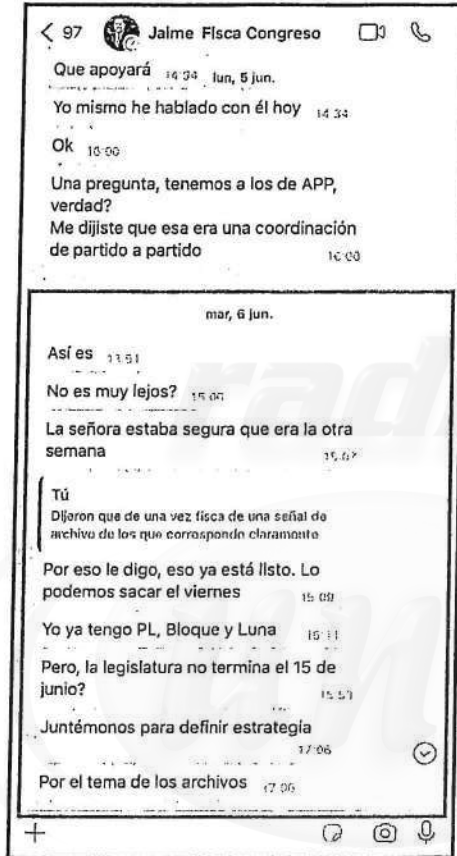 97 Jaime Fisca Congreso
Que apoyará 14:34 lun, 5 jun.
Yo mismo he hablado con él hoy 14:34
Ok 16:00
Una pregunta, tenemos a los de APP,
verdad?
Me dijiste que esa era una coordinación
de partido a partido 16:00
mar, 6 jun.
Así es 13:51
No es muy lejos? 15:00
La señora estaba segura que era la otra
semana
Tú
Dijeron que de una vez fisca de una señal de
archivo de los que corresponde claramente
Por eso le digo, eso ya está listo. Lo
podemos sacar el viernes 15:09
Yo ya tengo PL, Bloque y Luna
Pero, la legislatura no termina el 15 de
junio?
Juntémonos para definir estrategia
17:06
Por el tema de los archivos 17:06